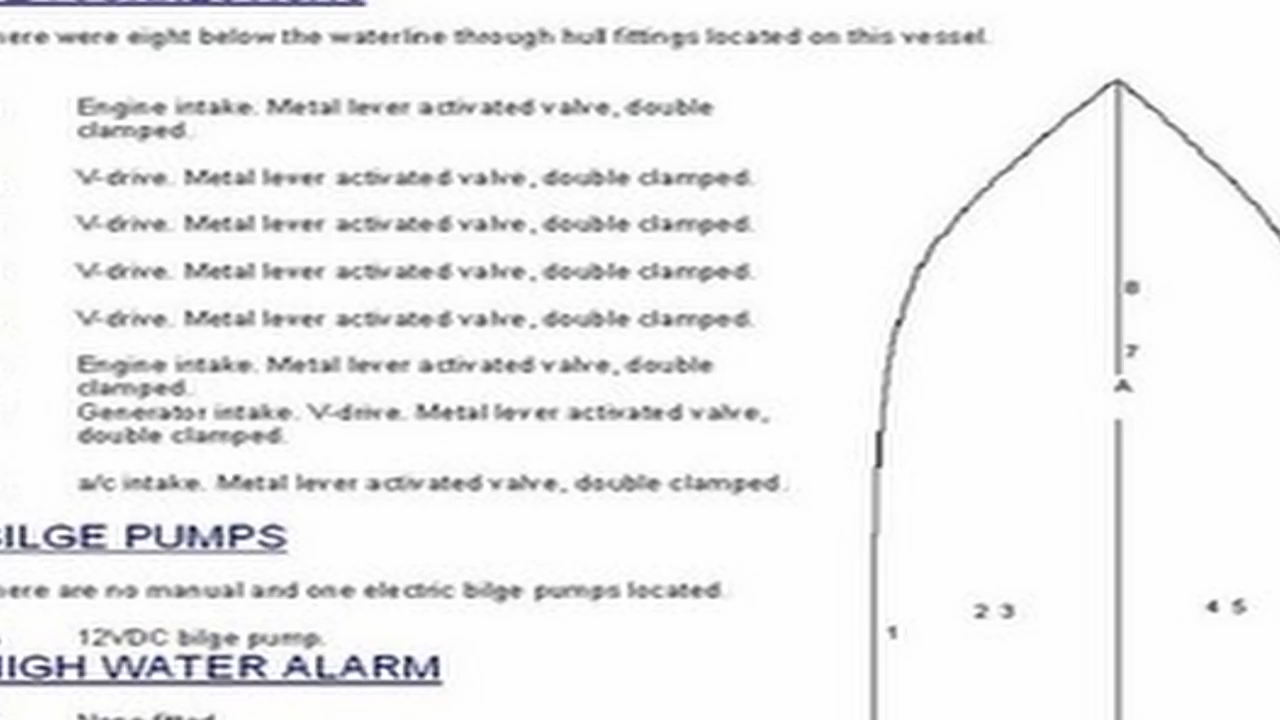 here were eight below the waterline through hull fittings located on this vessel.
Engine intake. Metal lever activated valve, double
clamped.
V-drive. Metal lever activated valve, double clamped.
V-drive. Metal lever activated valve, double clamped.
V-drive. Metal lever activated valve, double clamped.
V-drive. Metal lever activated valve, double clamped.
Engine intake. Metal lever activated valve, double
clamped.
Generator intake. V-drive. Metal lever activated valve,
double clamped.
a/c intake. Metal lever activated valve, double clamped.
BILGE PUMPS
here are no manual and one electric bilge pumps located.
12VDC bilge pump.
HIGH WATER ALARM
None fitted
8
7
A
2 3
4 5
1